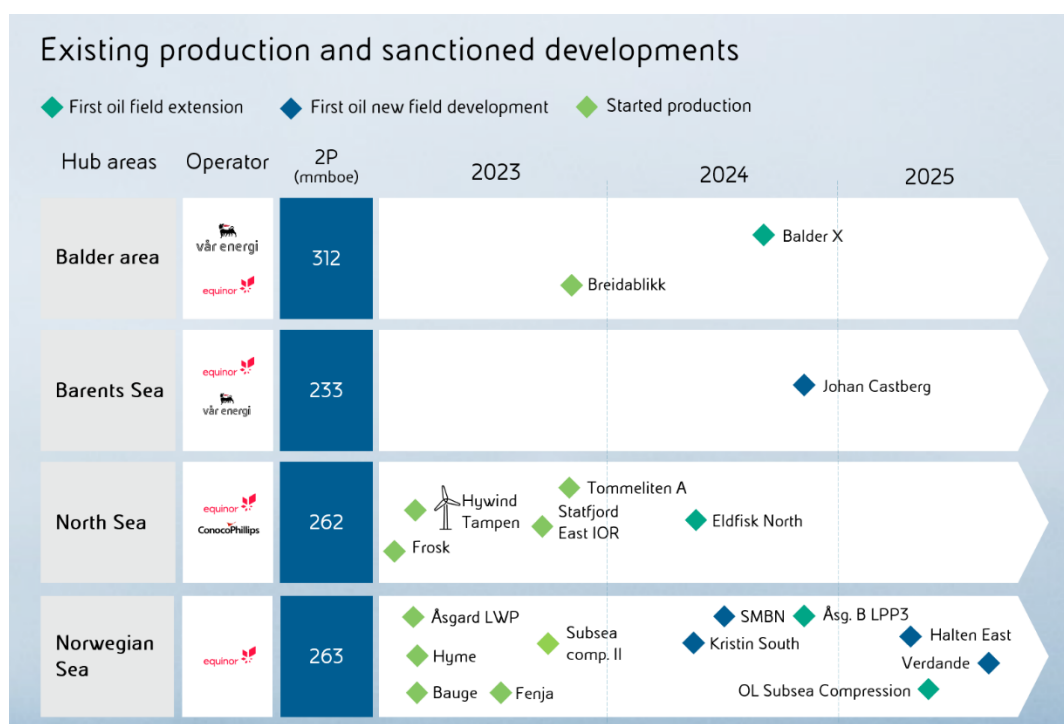 Existing production and sanctioned developments
First oil field extension
First oil new field development
Started production
Hub areas
Operator
2P
(mmboe)
2023
2024
2025
Balder area
vår energi
equinor
312
Balder X
Breidablikk
Barents Sea
equinor
vår energi
233
Johan Castberg
North Sea
equinor
ConocoPhillips
262
Hywind
Tampen
Frosk
Tommeliten A
Statfjord
East IOR
Eldfisk North
Norwegian
Sea
equinor
263
Åsgard LWP
Hyme
Bauge
Fenja
Subsea
comp. II
SMBN
Kristin South
Åsg. B LPP3
Halten East
Verdande
OL Subsea Compression